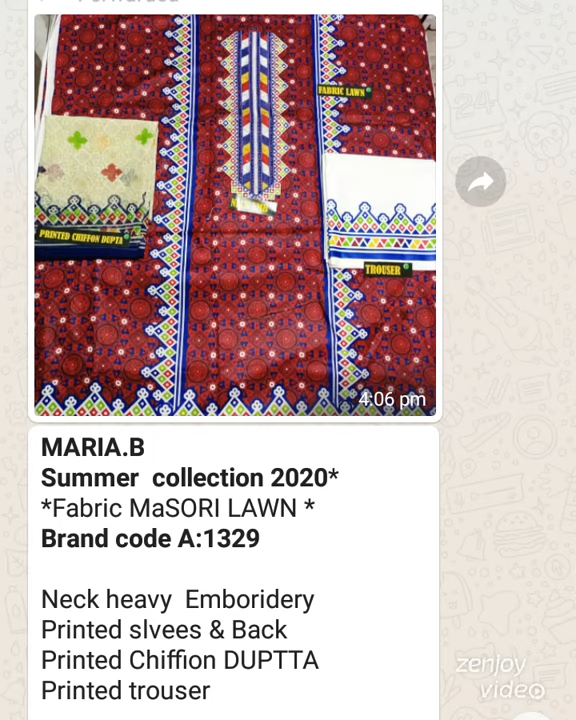 FABRIC LAWN
PRINTED CHIFFON DUPTA
TROUSER
4:06 pm
MARIA.B
Summer collection 2020*
*Fabric MaSORI LAWN *
Brand code A:1329
Neck heavy Emboridery
Printed slvees & Back
Printed Chiffion DUPTTA
Printed trouser
zenjoy
video